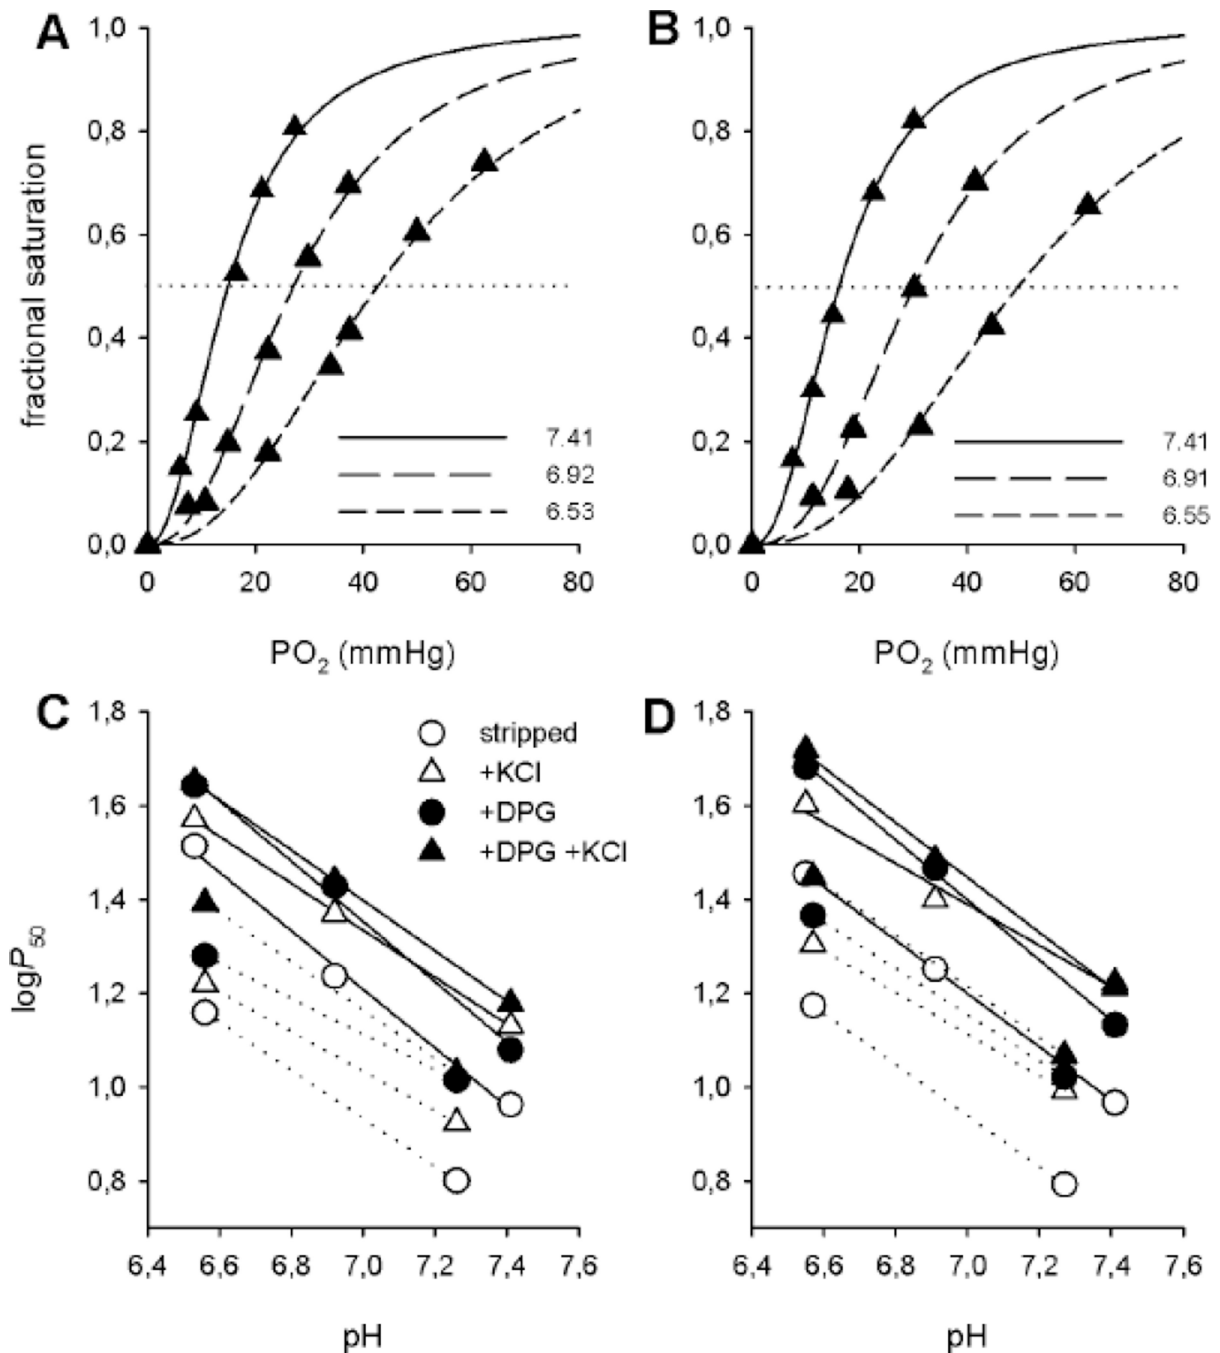 A
B
1,0
0,8
0,6
0,4
0,2
0,0
fractional saturation
7.41
6.92
6.53
0 20 40 60 80
PO2 (mmHg)
1,0
0,8
0,6
0,4
0,2
0,0
7.41
6.91
6.55
0 20 40 60 80
PO2 (mmHg)
C
D
1,8
1,6
1,4
1,2
1,0
0,8
logP50
stripped
+KCl
+DPG
+DPG +KCl
6,4 6,6 6,8 7,0 7,2 7,4 7,6
pH
1,8
1,6
1,4
1,2
1,0
0,8
6,4 6,6 6,8 7,0 7,2 7,4 7,6
pH